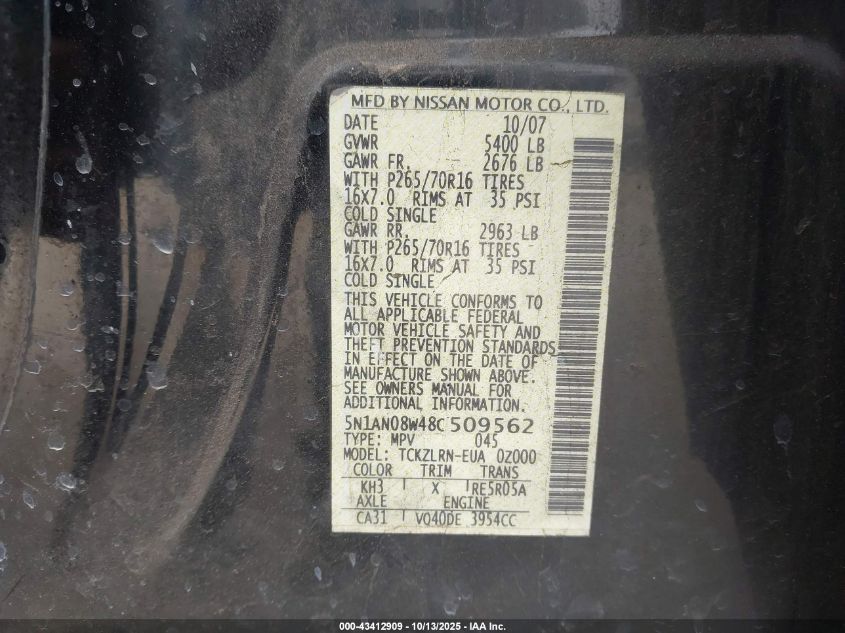 MFD BY NISSAN MOTOR CO., LTD.
DATE 10/07
GVWR 5400 LB
GAWR FR. 2676 LB
WITH P265/70R16 TIRES
16X7.0 RIMS AT 35 PSI
COLD SINGLE
GAWR RR. 2963 LB
WITH P265/70R16 TIRES
16X7.0 RIMS AT 35 PSI
COLD SINGLE
THIS VEHICLE CONFORMS TO
ALL APPLICABLE FEDERAL
MOTOR VEHICLE SAFETY AND
THEFT PREVENTION STANDARDS
IN EFFECT ON THE DATE OF
MANUFACTURE SHOWN ABOVE.
SEE OWNERS MANUAL FOR
ADDITIONAL INFORMATION
5N1AN08W48C509562
TYPE: MPV 045
MODEL: TCKZLRN-EUA 0Z000
COLOR TRIM TRANS
KH3 X RE5R05A
AXLE ENGINE
CA31 VQ40DE 3954CC
000-43412909 - 10/13/2025 - IAA Inc.